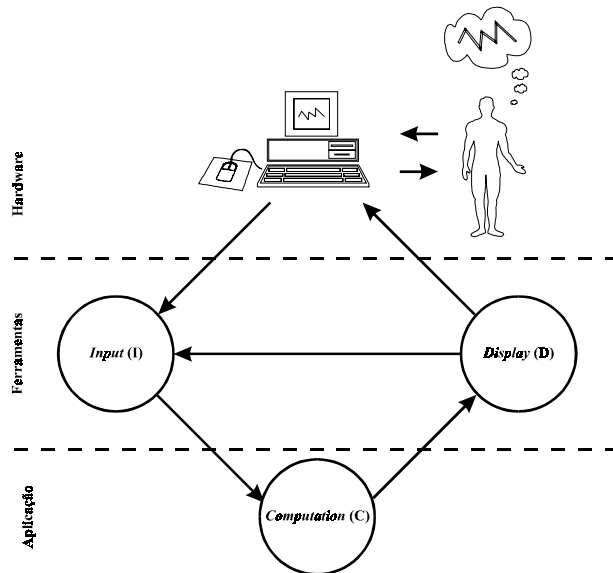 Hardware
Ferramentas
Input (I)
Display (D)
Aplicação
Computation (C)